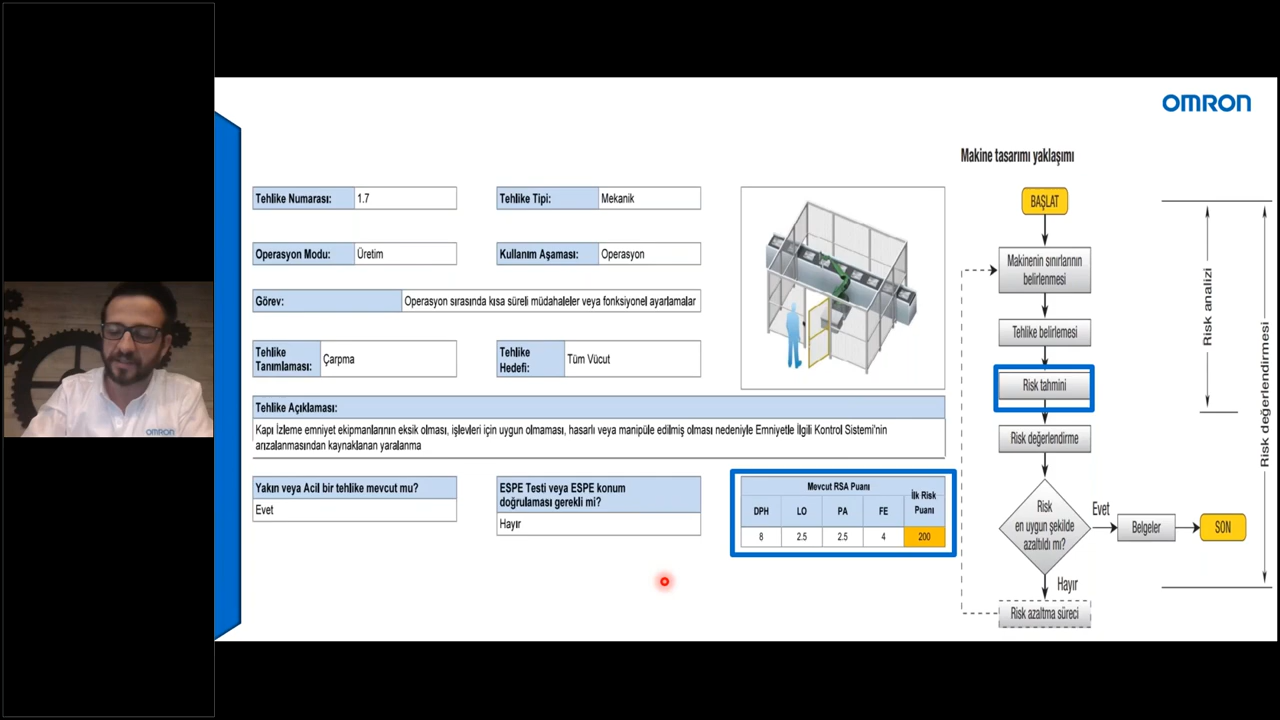 OMRON
Makine tasarımı yaklaşımı
Tehlike Numarası: 1.7
Tehlike Tipi: Mekanik
Operasyon Modu: Üretim
Kullanım Aşaması: Operasyon
Görev: Operasyon sırasında kısa süreli müdahaleler veya fonksiyonel ayarlamalar
Tehlike
Tanımlaması: Çarpma
Tehlike
Hedefi: Tüm Vücut
Tehlike Açıklaması:
Kapı İzleme emniyet ekipmanlarının eksik olması, işlevleri için uygun olmaması, hasarlı veya manipüle edilmiş olması nedeniyle Emniyetle İlgili Kontrol Sistemi'nin
arızalanmasından kaynaklanan yaralanma
Yakın veya Acil bir tehlike mevcut mu?
Evet
ESPE Testi veya ESPE konum
doğrulaması gerekli mi?
Hayır
Mevcut RSA Puanı
İlk Risk
Puanı
DPH LO PA FE
8 2.5 2.5 4 200
BAŞLAT
Makinenin sınırlarının
belirlenmesi
Tehlike belirlemesi
Risk tahmini
Risk değerlendirme
Risk
en uygun şekilde
azaltıldı mı?
Evet
Belgeler
SON
Hayır
Risk azaltma süreci
Risk analizi
Risk değerlendirmesi
OMRON